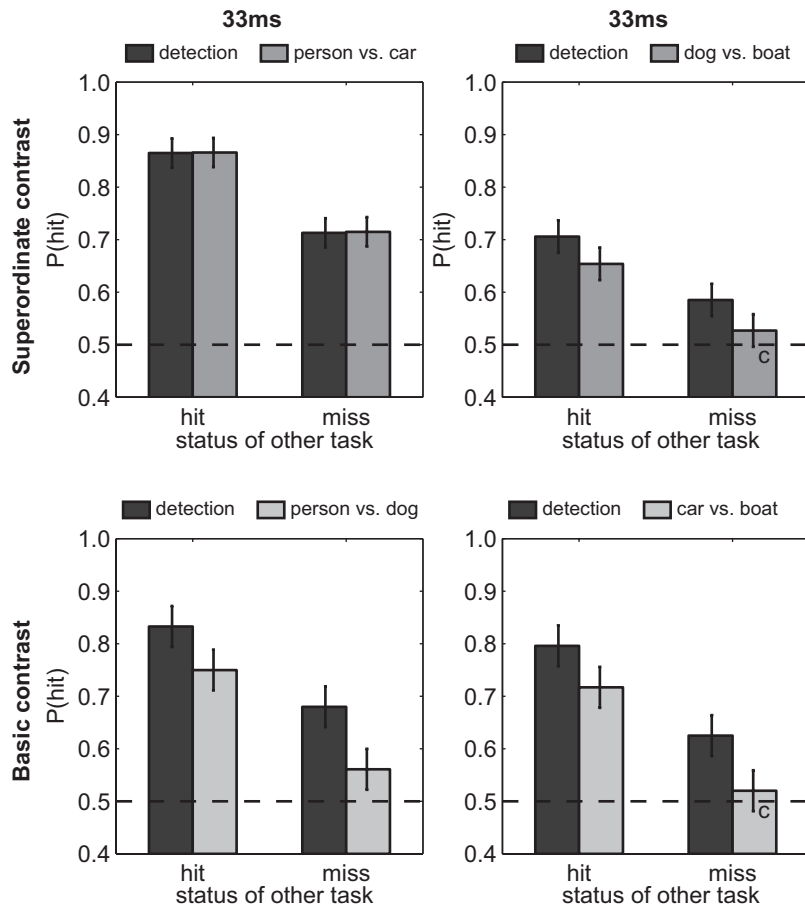 33ms
33ms
detection person vs. car
detection dog vs. boat
Superordinate contrast
P(hit)
1.0
0.9
0.8
0.7
0.6
0.5
0.4
hit miss
status of other task
P(hit)
1.0
0.9
0.8
0.7
0.6
0.5
0.4
c
hit miss
status of other task
detection person vs. dog
detection car vs. boat
Basic contrast
P(hit)
1.0
0.9
0.8
0.7
0.6
0.5
0.4
hit miss
status of other task
P(hit)
1.0
0.9
0.8
0.7
0.6
0.5
0.4
c
hit miss
status of other task